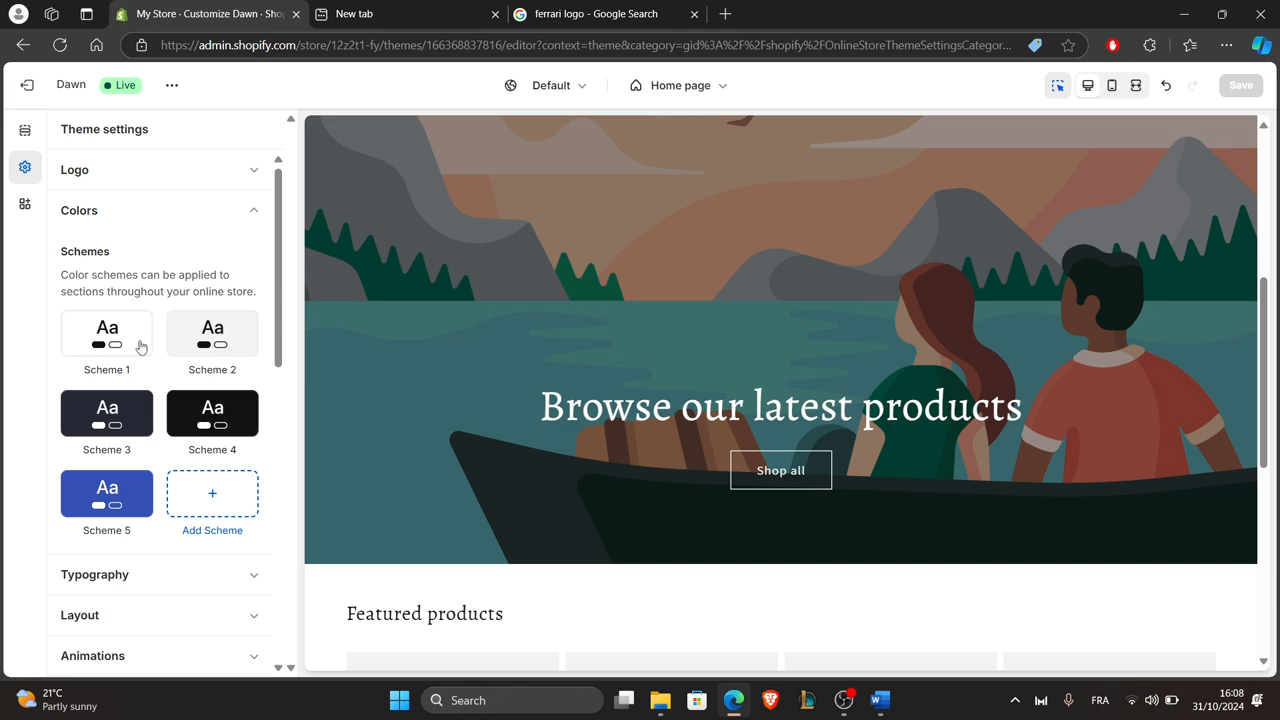 My Store - Customize Dawn · Sho
New tab
ferrari logo - Google Search
https://admin.shopify.com/store/12z2t1-fy/themes/166368837816/editor?context=theme&category=gid%3A%2F%2Fshopify%2FOnlineStoreThemeSettingsCategor...
Dawn
Live
Default
Home page
Save
Theme settings
Logo
Colors
Schemes
Color schemes can be applied to
sections throughout your online store.
Aa
Aa
Scheme 1
Scheme 2
Aa
Aa
Scheme 3
Scheme 4
Aa
+
Scheme 5
Add Scheme
Typography
Layout
Animations
Browse our latest products
Shop all
Featured products
21°C
Partly sunny
Search
FRA
16:08
31/10/2024